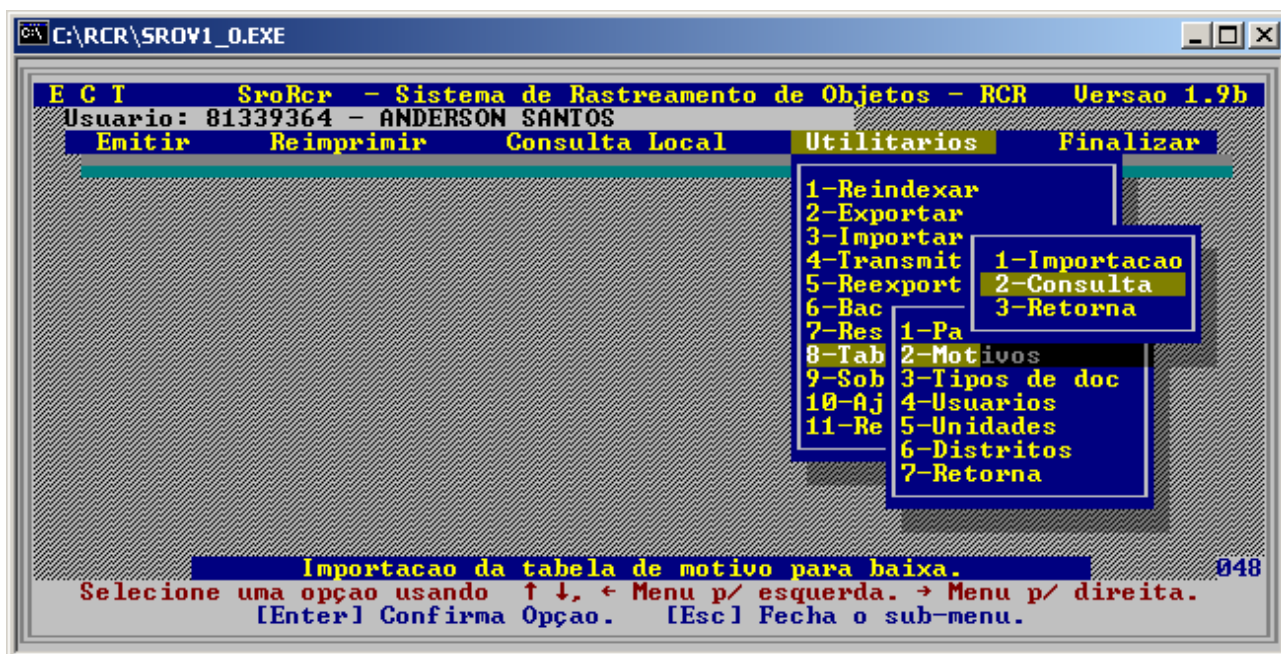 C:\RCR\SROV1_0.EXE
E C T SroRcr - Sistema de Rastreamento de Objetos - RCR Versao 1.9b
Usuario: 81339364 - ANDERSON SANTOS
Emitir Reimprimir Consulta Local Utilitarios Finalizar
1-Reindexar
2-Exportar
3-Importar
4-Transmit
5-Reexport
6-Bac
7-Res
8-Tab
9-Sob
10-Aj
11-Re
1-Importacao
2-Consulta
3-Retorna
1-Pa
2-Motivos
3-Tipos de doc
4-Usuarios
5-Unidades
6-Distritos
7-Retorna
Importacao da tabela de motivo para baixa. 048
Selecione uma opçao usando ↑ ↓, ← Menu p/ esquerda. → Menu p/ direita.
[Enter] Confirma Opçao. [Esc] Fecha o sub-menu.